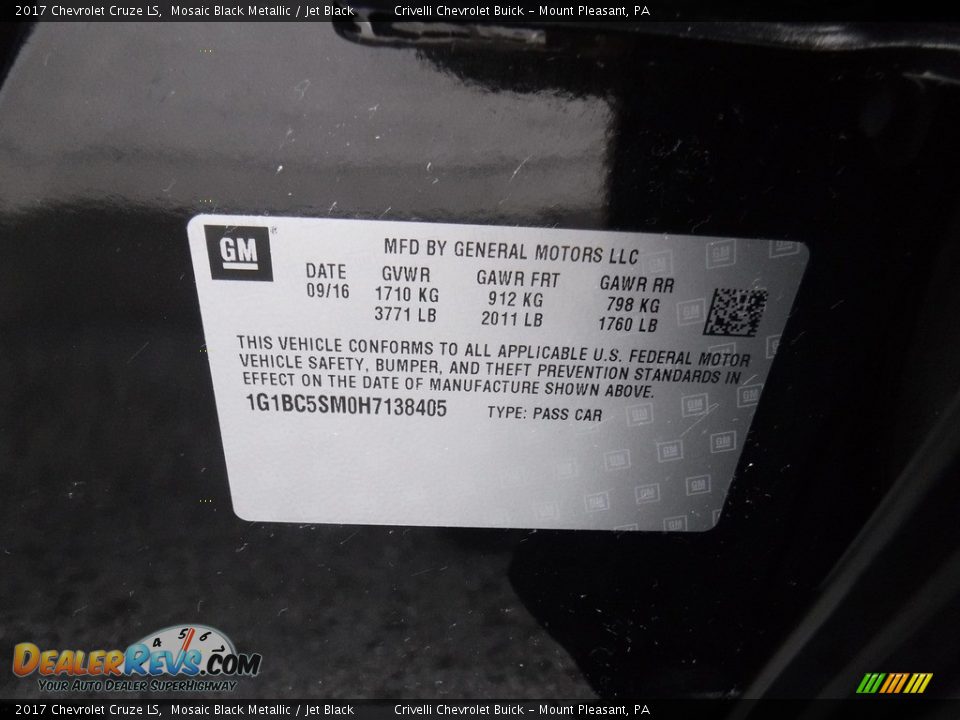 2017 Chevrolet Cruze LS, Mosaic Black Metallic / Jet Black Crivelli Chevrolet Buick - Mount Pleasant, PA
GM
MFD BY GENERAL MOTORS LLC
DATE GVWR GAWR FRT GAWR RR
09/16 1710 KG 912 KG 798 KG
3771 LB 2011 LB 1760 LB
THIS VEHICLE CONFORMS TO ALL APPLICABLE U.S. FEDERAL MOTOR
VEHICLE SAFETY, BUMPER, AND THEFT PREVENTION STANDARDS IN
EFFECT ON THE DATE OF MANUFACTURE SHOWN ABOVE.
1G1BC5SM0H7138405 TYPE: PASS CAR
4 5 6 7
DealerRevs.com
Your Auto Dealer SuperHighway
2017 Chevrolet Cruze LS, Mosaic Black Metallic / Jet Black Crivelli Chevrolet Buick - Mount Pleasant, PA